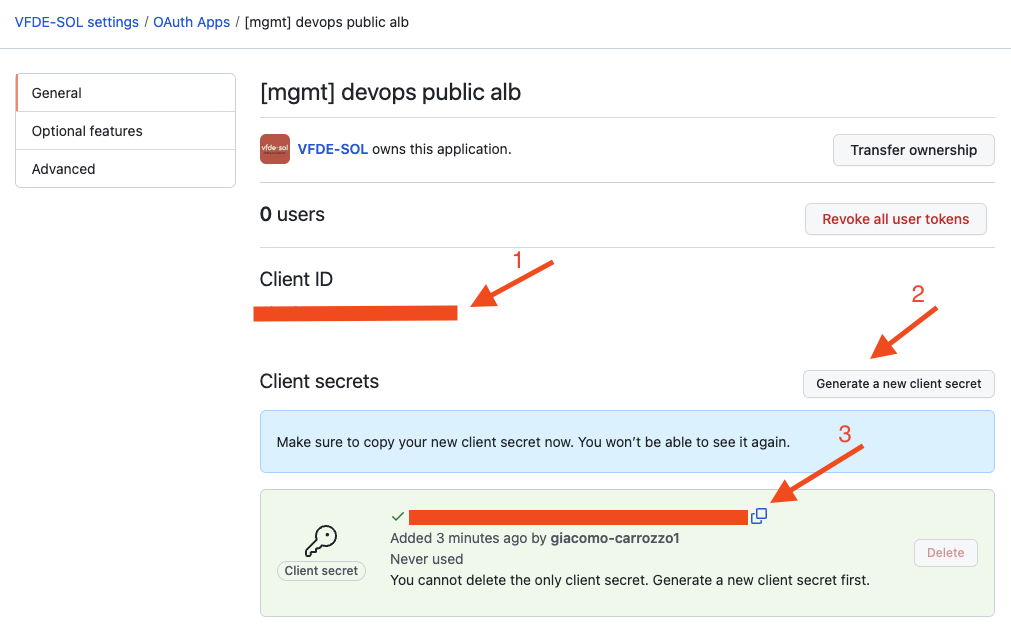 VFDE-SOL settings / OAuth Apps / [mgmt] devops public alb
General
Optional features
Advanced
[mgmt] devops public alb
vfde-sol
VFDE-SOL owns this application.
Transfer ownership
0 users
Revoke all user tokens
1
Client ID
2
Client secrets
Generate a new client secret
Make sure to copy your new client secret now. You won’t be able to see it again.
3
Added 3 minutes ago by giacomo-carrozzo1
Never used
Client secret
You cannot delete the only client secret. Generate a new client secret first.
Delete